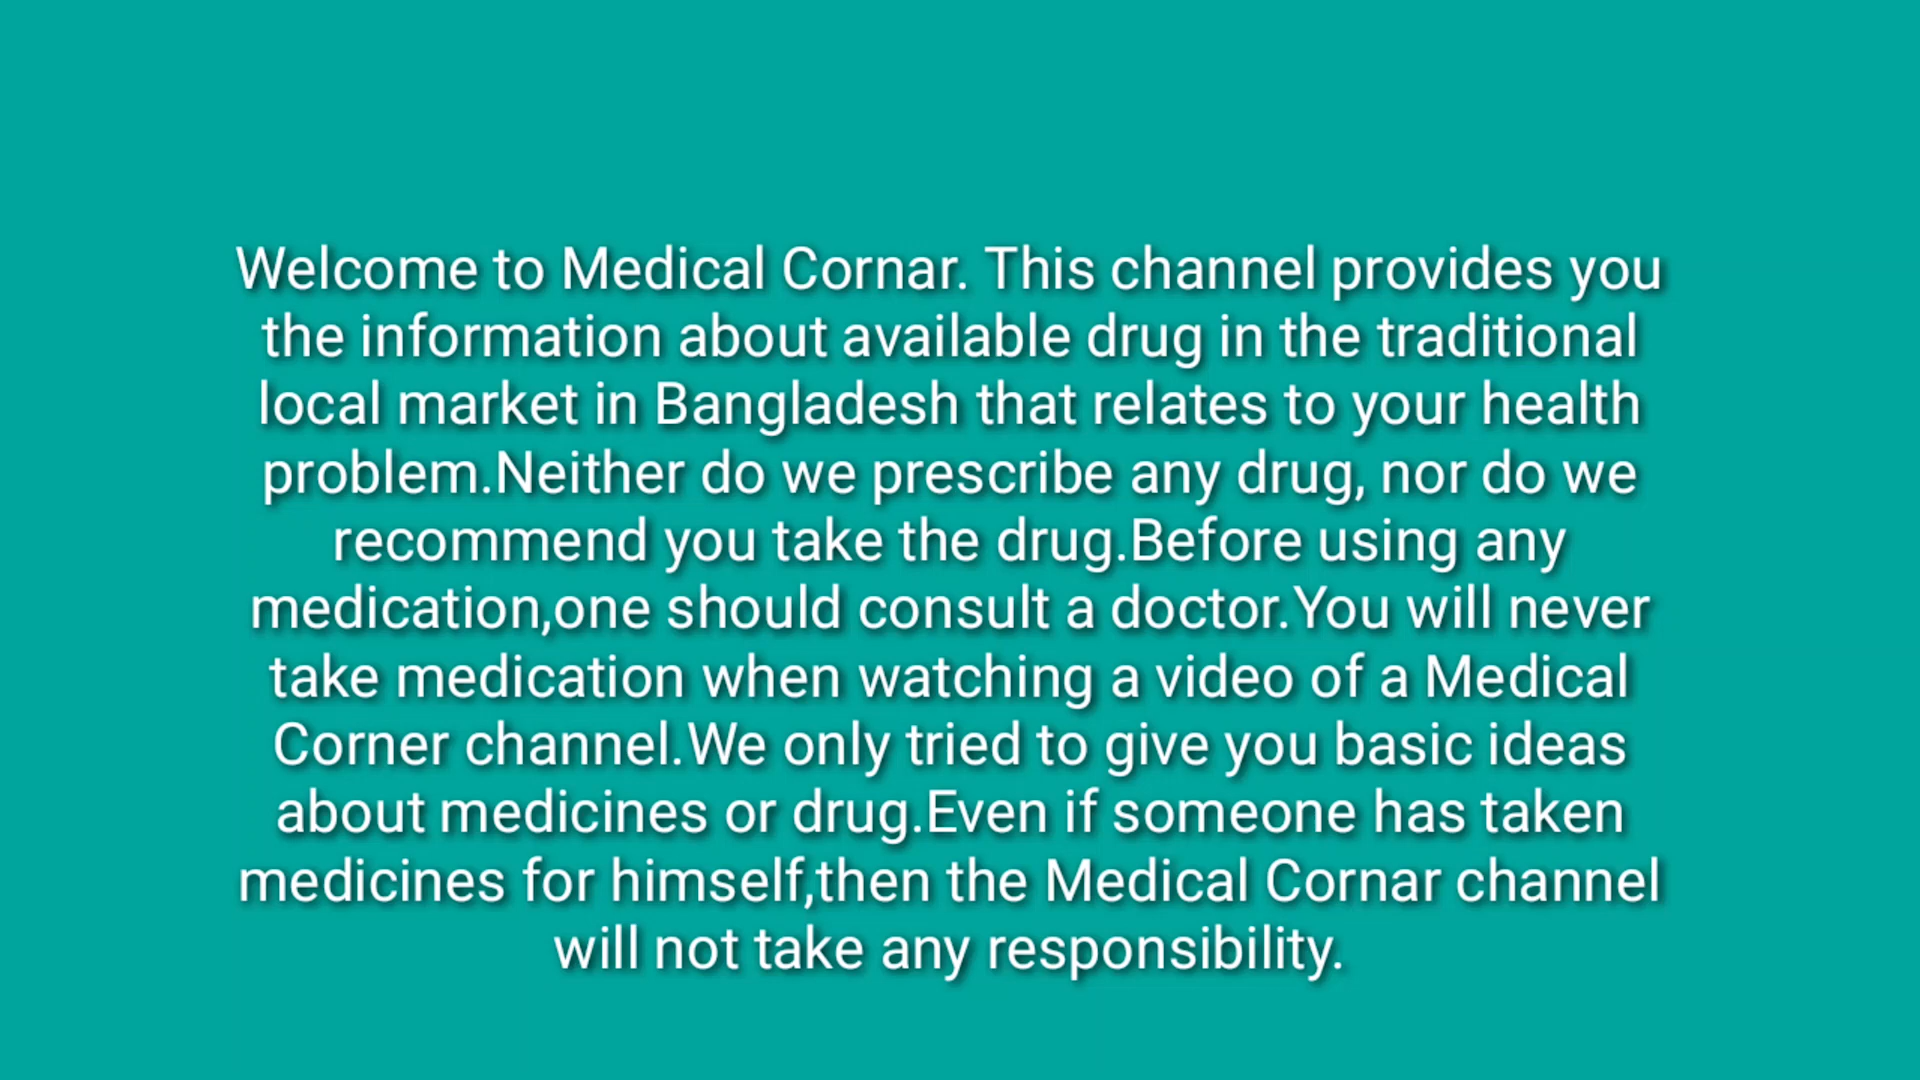 Welcome to Medical Cornar. This channel provides you
the information about available drug in the traditional
local market in Bangladesh that relates to your health
problem.Neither do we prescribe any drug, nor do we
recommend you take the drug.Before using any
medication,one should consult a doctor.You will never
take medication when watching a video of a Medical
Corner channel.We only tried to give you basic ideas
about medicines or drug.Even if someone has taken
medicines for himself,then the Medical Cornar channel
will not take any responsibility.